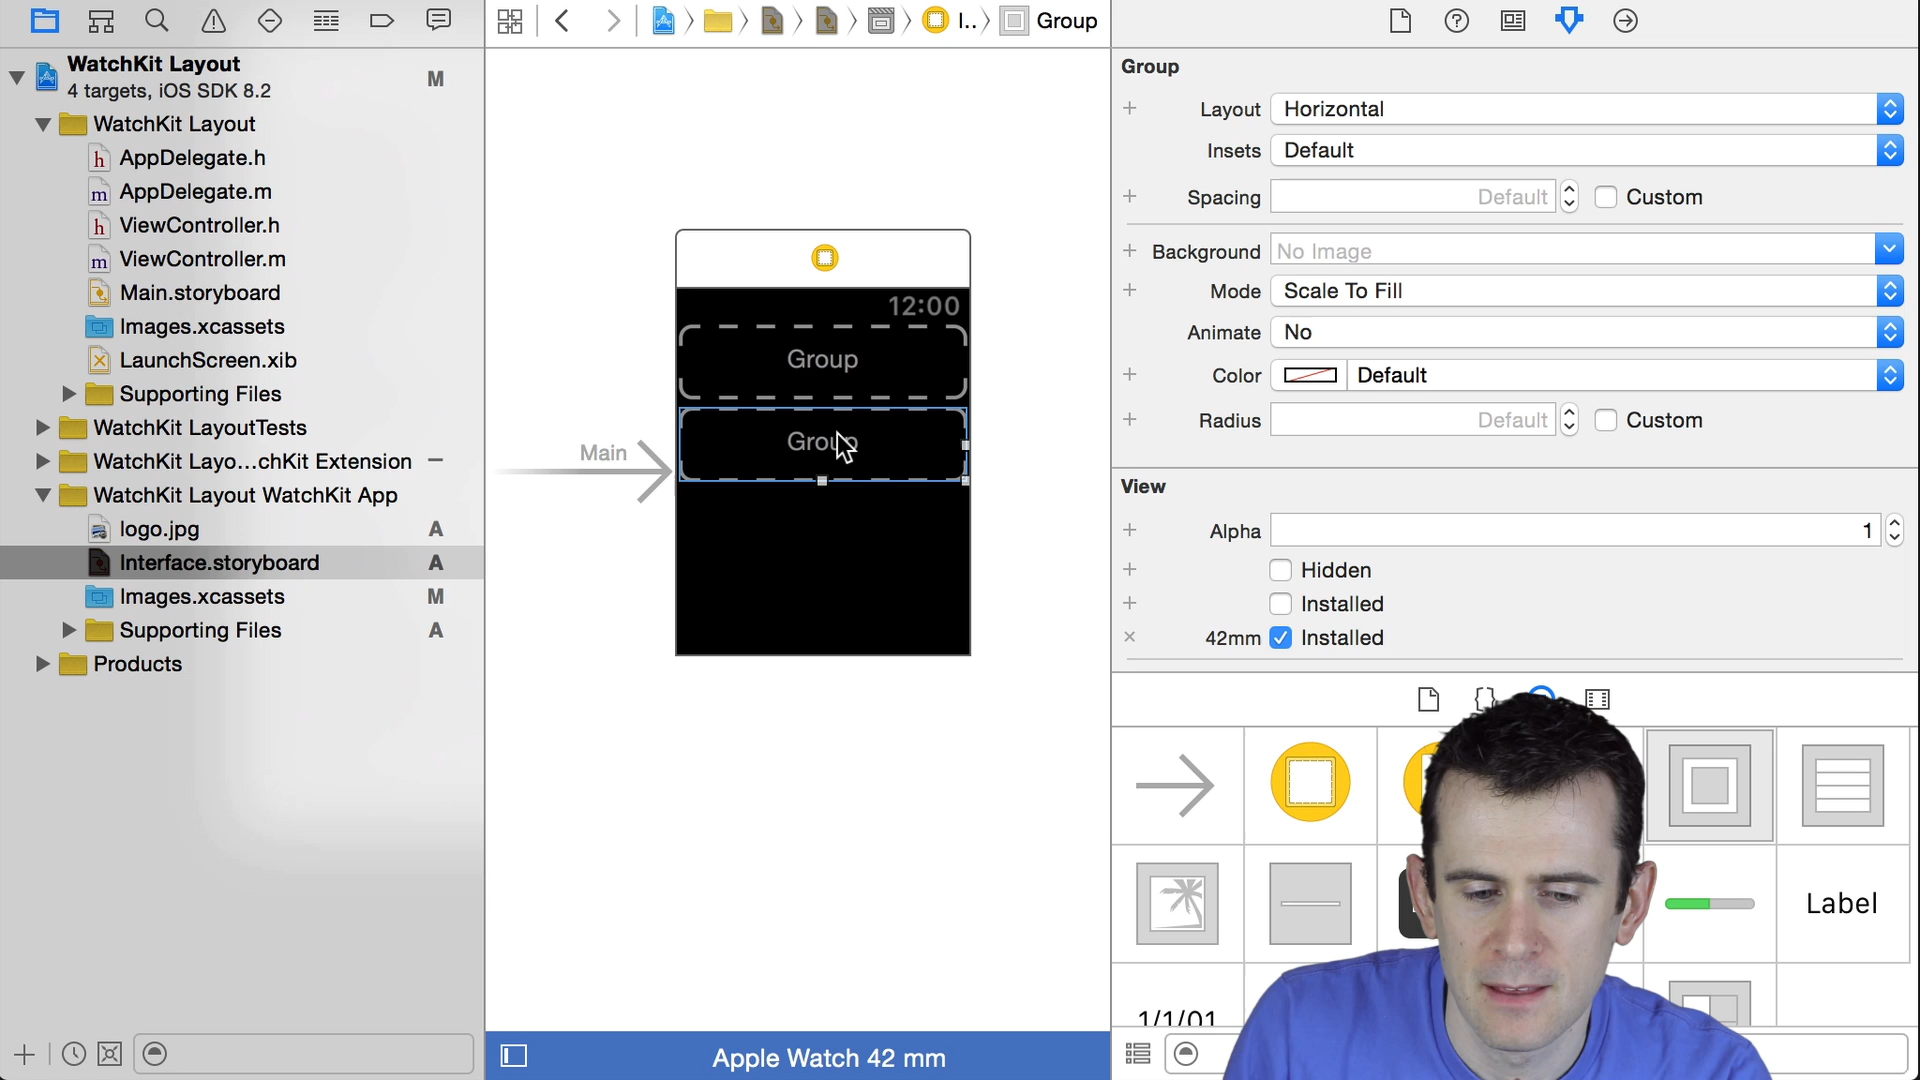 WatchKit Layout
M
4 targets, iOS SDK 8.2
WatchKit Layout
AppDelegate.h
AppDelegate.m
ViewController.h
ViewController.m
Main.storyboard
Images.xcassets
LaunchScreen.xib
Supporting Files
WatchKit LayoutTests
WatchKit Layo...chKit Extension
WatchKit Layout WatchKit App
logo.jpg A
Interface.storyboard A
Images.xcassets M
Supporting Files A
Products
I..
Group
12:00
Group
Group
Main
Apple Watch 42 mm
Group
Layout Horizontal
Insets Default
Spacing Default Custom
Background No Image
Mode Scale To Fill
Animate No
Color Default
Radius Default Custom
View
Alpha 1
Hidden
Installed
42mm Installed
{}
Label
1/1/01